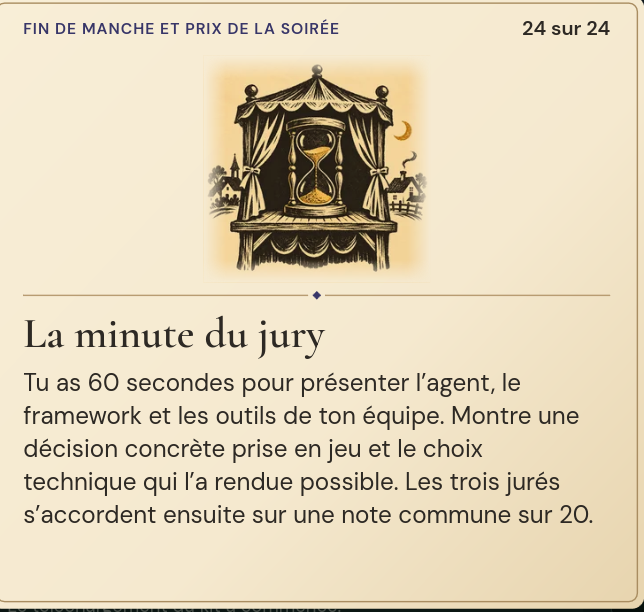 FIN DE MANCHE ET PRIX DE LA SOIRÉE
24 sur 24
La minute du jury
Tu as 60 secondes pour présenter l’agent, le
framework et les outils de ton équipe. Montre une
décision concrète prise en jeu et le choix
technique qui l’a rendue possible. Les trois jurés
s’accordent ensuite sur une note commune sur 20.